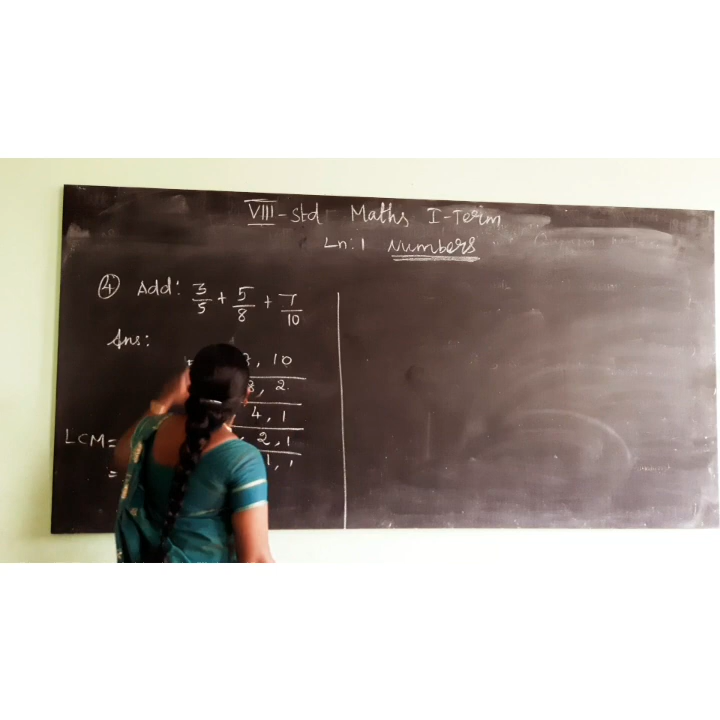 VIII-std Maths I-Term
Ln: 1 Numbers
④ Add: 3/5 + 5/8 + 7/10
Ans:
, 10
8, 2
4, 1
, 2, 1
1, 1
LCM=
=